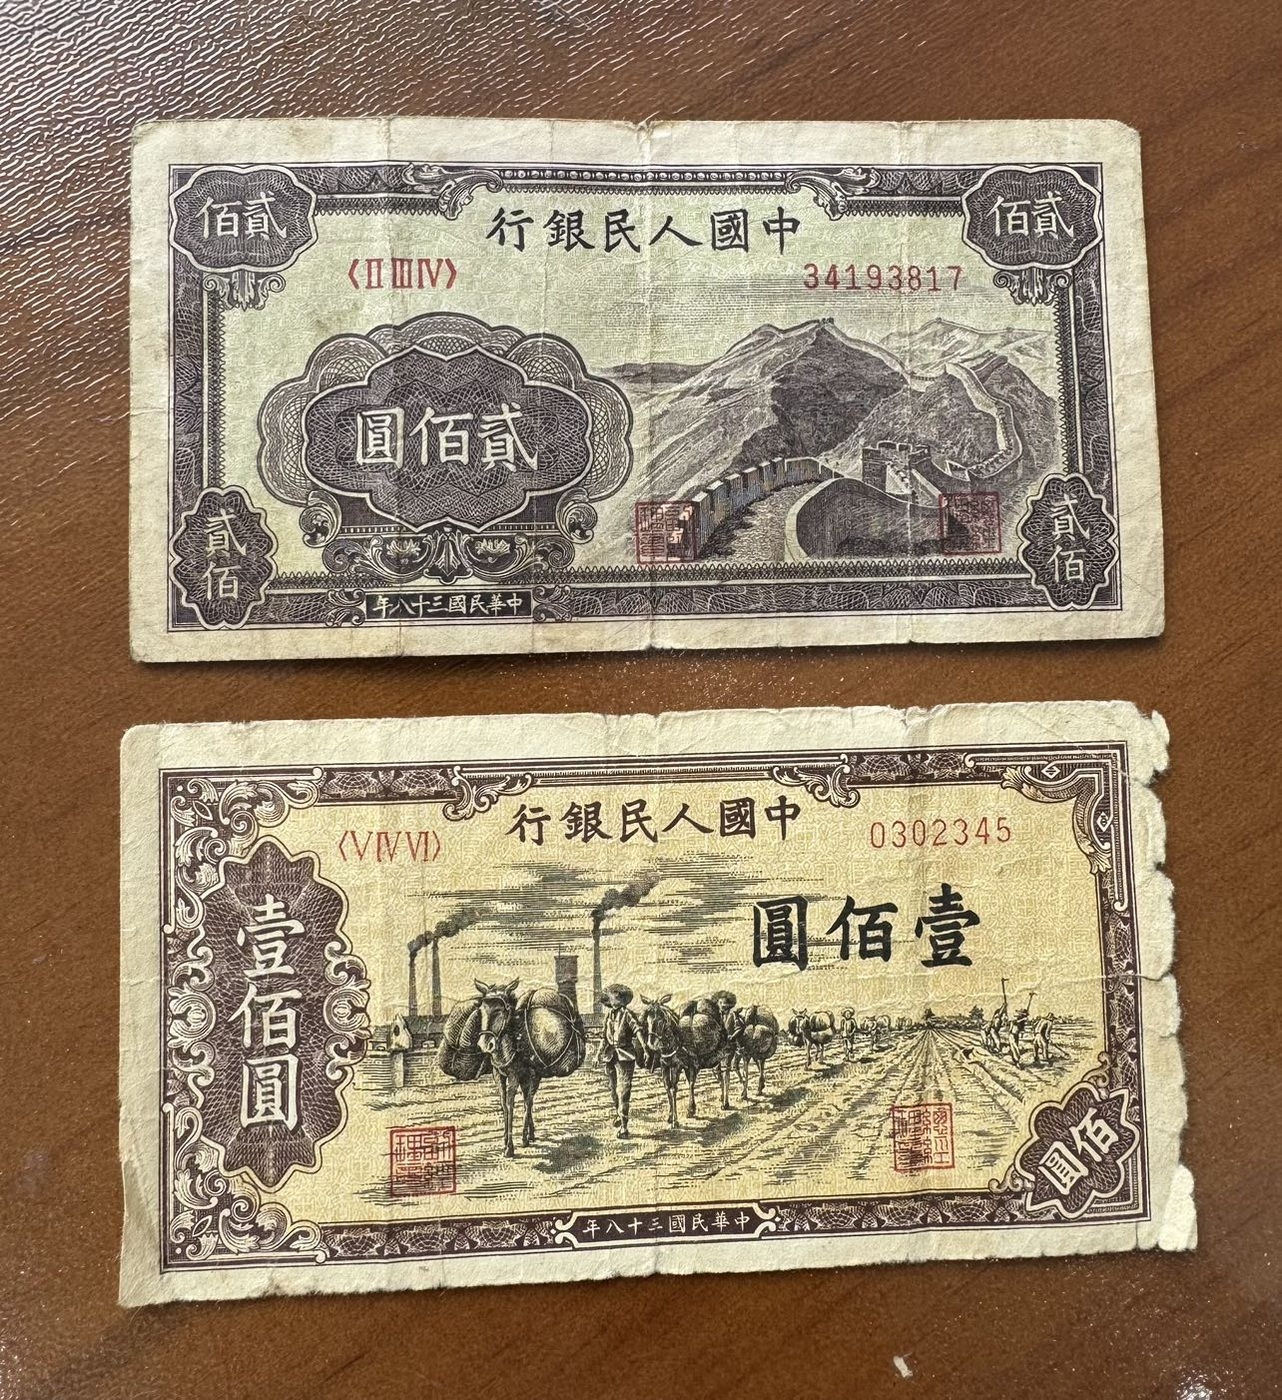 中國人民銀行
貳佰
貳佰
〈II III IV〉
34193817
貳佰圓
貳佰
貳佰
中華民國三十八年
中國人民銀行
〈V IV VI〉
0302345
壹佰圓
壹佰圓
佰圓
中華民國三十八年